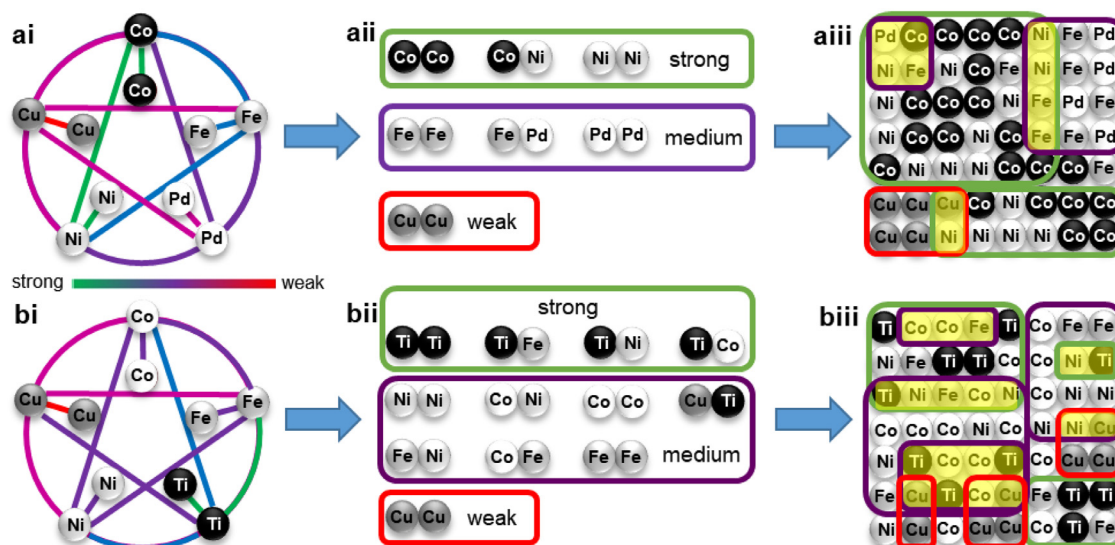 ai
Co
Co
Cu Cu Fe Fe
Ni Pd
Ni Pd
strong weak
aii
Co Co Co Ni Ni Ni strong
Fe Fe Fe Pd Pd Pd medium
Cu Cu weak
aiii
Pd Co Co Co Co Ni Fe Pd
Ni Fe Ni Co Fe Ni Fe Pd
Ni Co Co Co Ni Fe Pd Fe
Ni Co Co Ni Co Fe Fe Pd
Co Ni Ni Ni Co Co Co Fe
Cu Cu Cu Co Ni Co Co Co
Cu Cu Ni Ni Ni Ni Co Co
bi
Co
Co
Cu Cu Fe Fe
Ni Ti
Ni Ti
bii
strong
Ti Ti Ti Fe Ti Ni Ti Co
Ni Ni Co Ni Co Co Cu Ti
Fe Ni Co Fe Fe Fe medium
Cu Cu weak
biii
Ti Co Co Fe Ti Co Fe Fe
Ni Fe Ti Ti Co Co Ni Ti
Ti Ni Fe Co Ni Co Ni Ni
Co Co Co Ni Co Ni Ni Cu
Ni Ti Co Co Ti Ni Cu Cu
Fe Cu Ti Co Cu Fe Ti Ti
Ni Cu Co Cu Cu Co Ti Fe